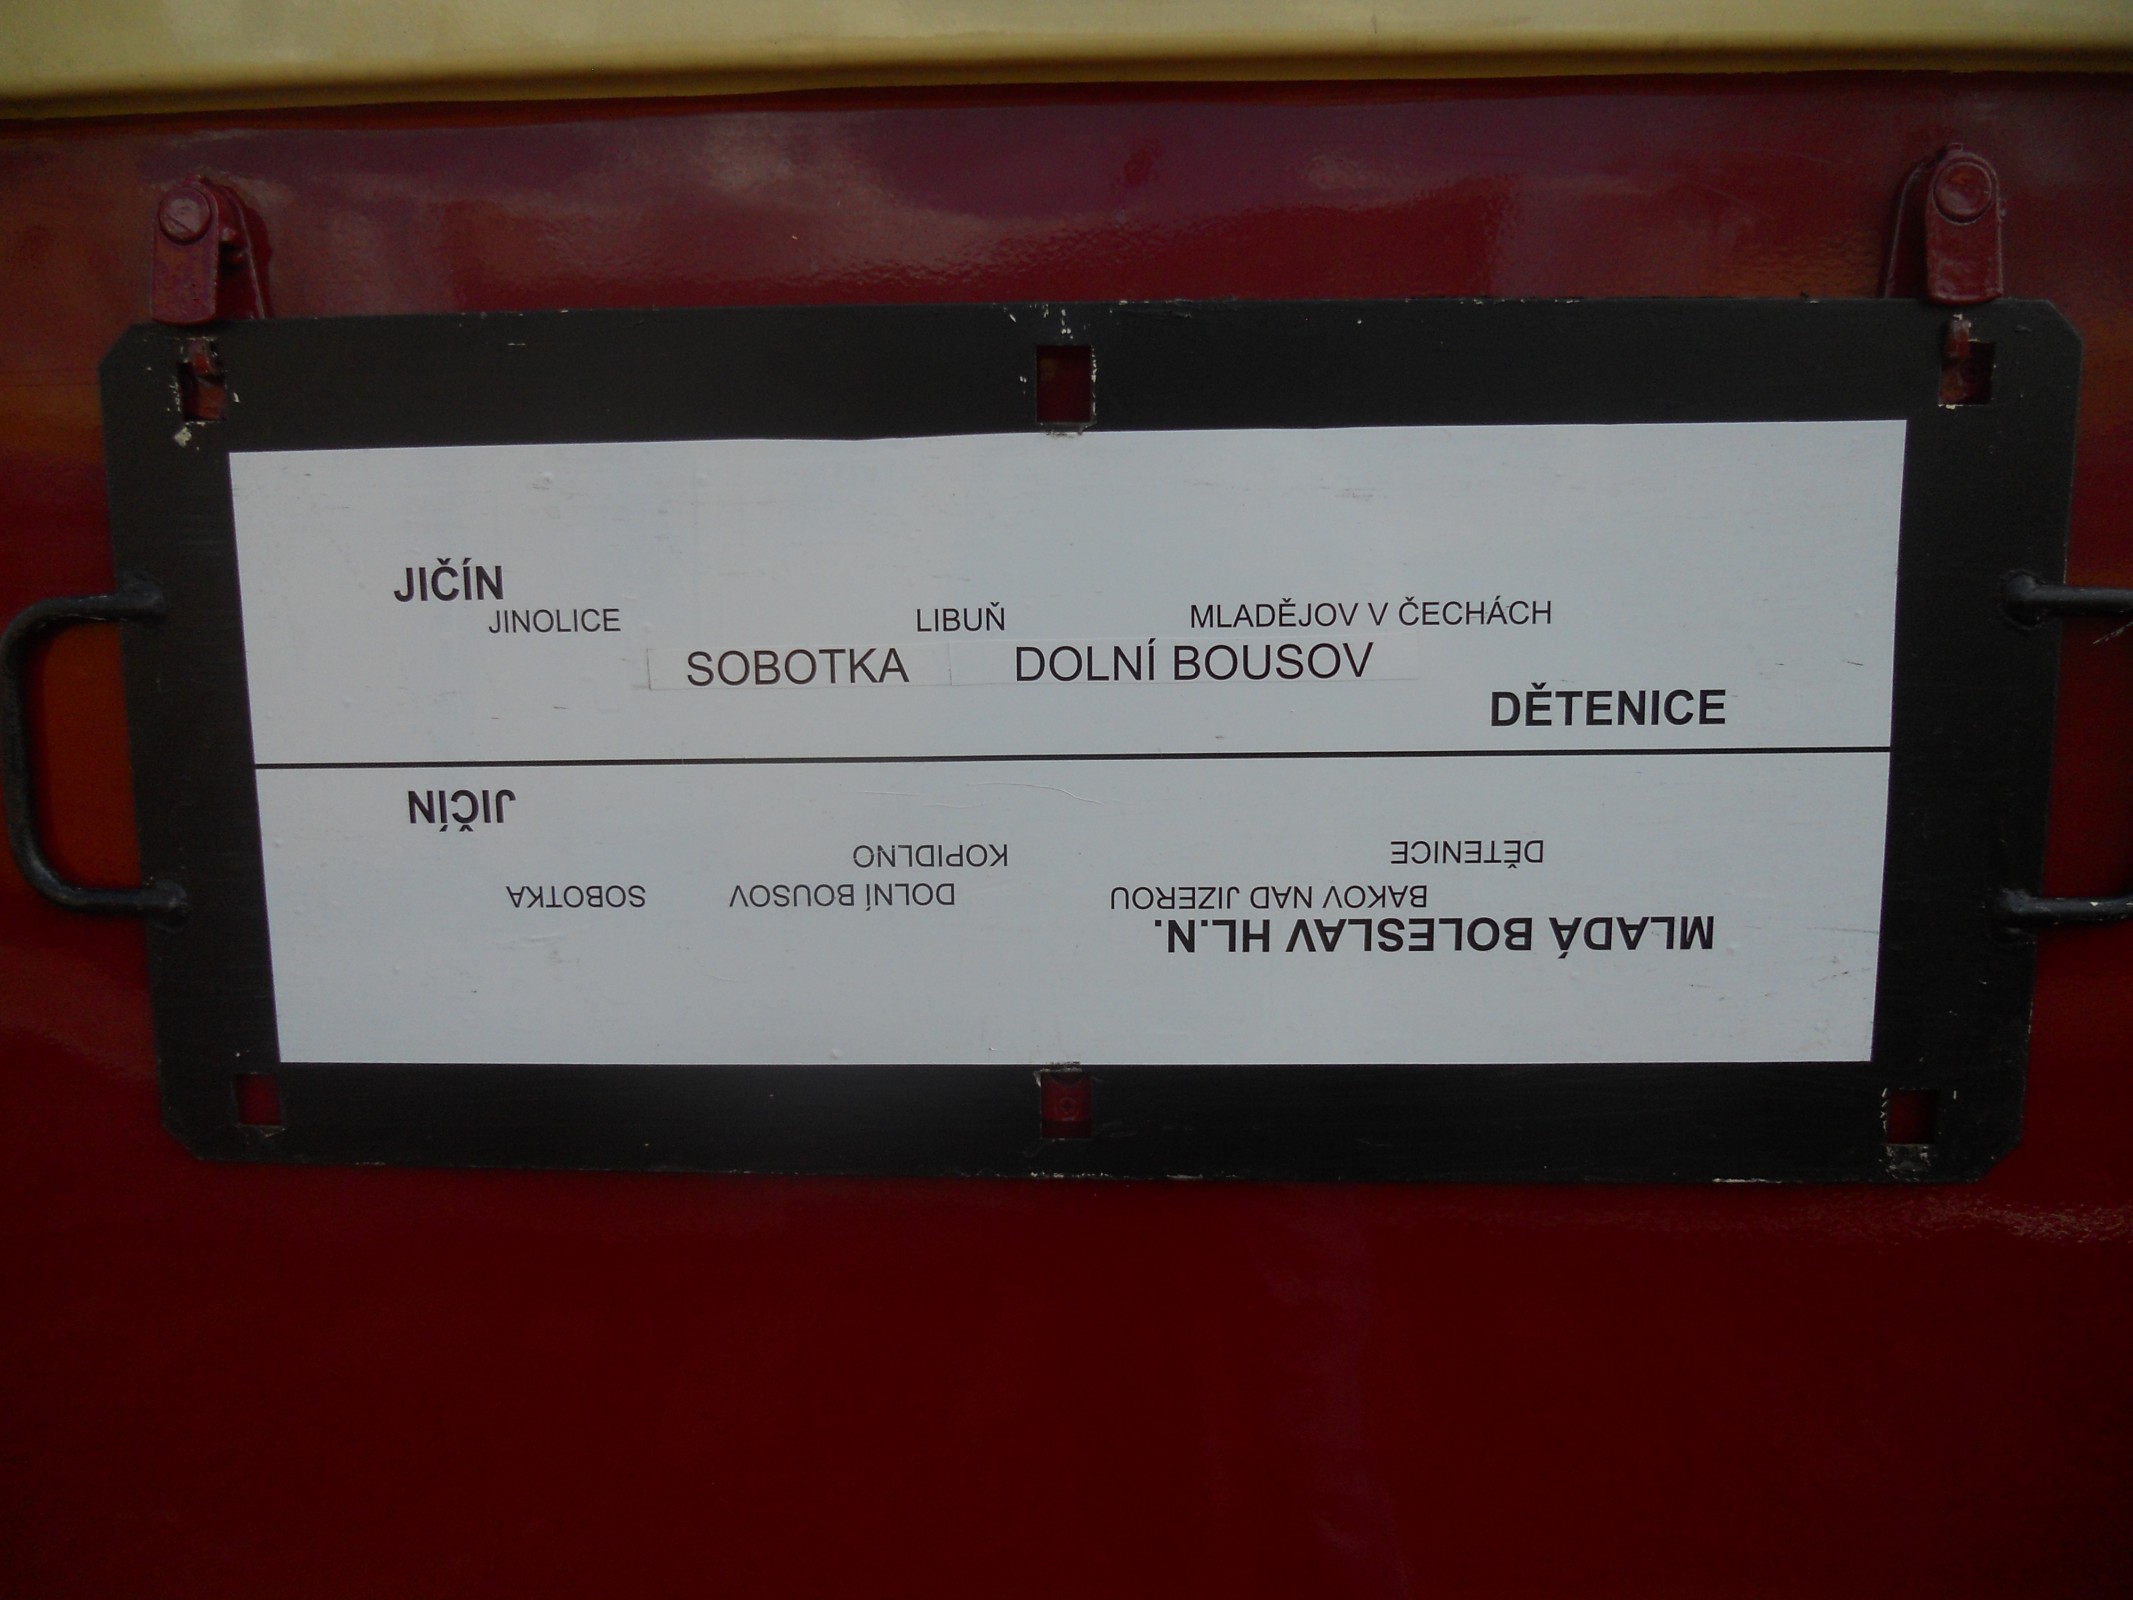 JIČÍN
JINOLICE LIBUŇ MLADĚJOV V ČECHÁCH
SOBOTKA DOLNÍ BOUSOV
DĚTENICE
MLADÁ BOLESLAV HL.N.
BAKOV NAD JIZEROU DOLNÍ BOUSOV SOBOTKA
DĚTENICE KOPIDLNO
JIČÍN